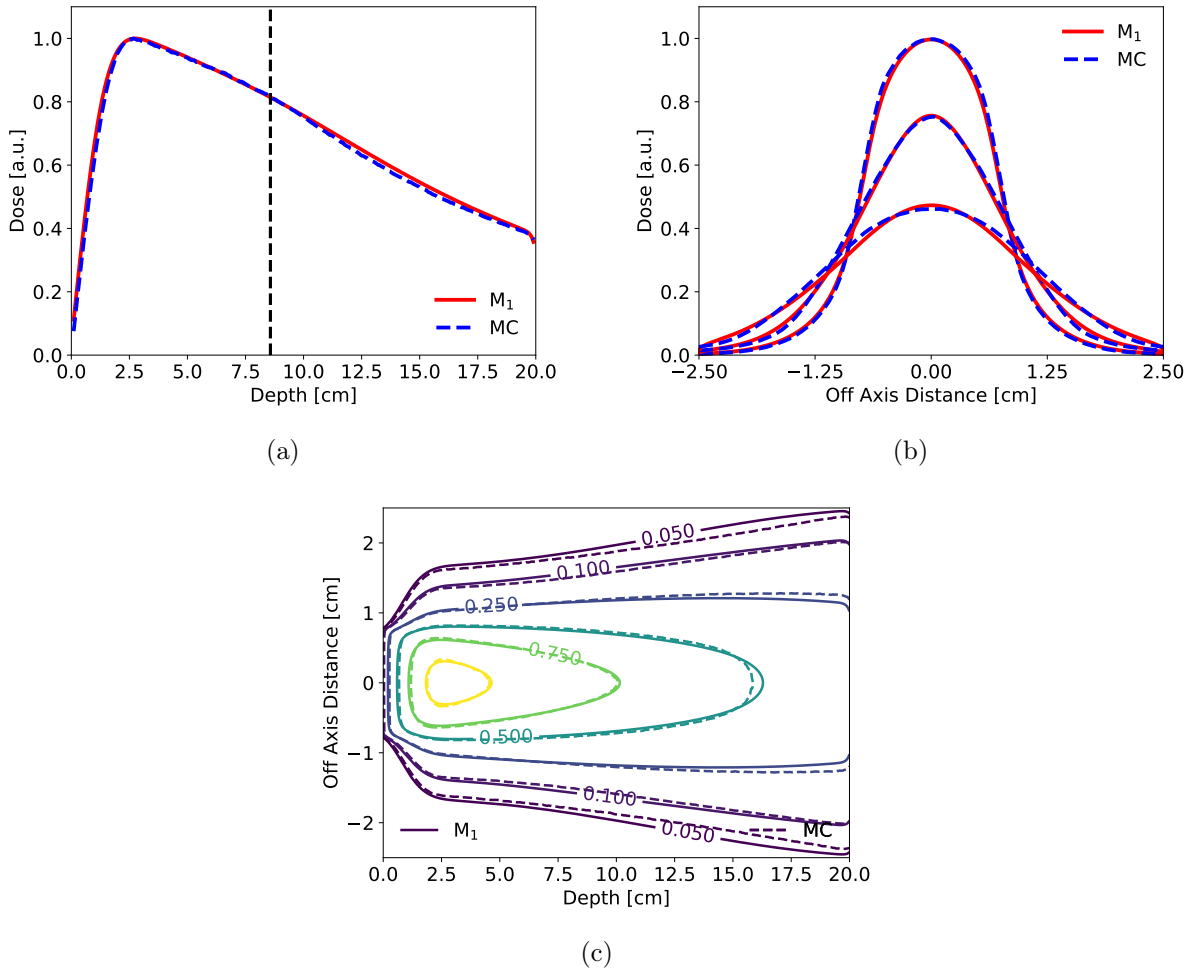 1.0
0.8
0.6
0.4
0.2
0.0
Dose [a.u.]
M₁
MC
0.0 2.5 5.0 7.5 10.0 12.5 15.0 17.5 20.0
Depth [cm]
(a)
1.0
0.8
0.6
0.4
0.2
0.0
Dose [a.u.]
M₁
MC
−2.50 −1.25 0.00 1.25 2.50
Off Axis Distance [cm]
(b)
2
1
0
−1
−2
Off Axis Distance [cm]
0.050
0.100
0.250
0.750
0.500
0.100
0.050
M₁
MC
0.0 2.5 5.0 7.5 10.0 12.5 15.0 17.5 20.0
Depth [cm]
(c)